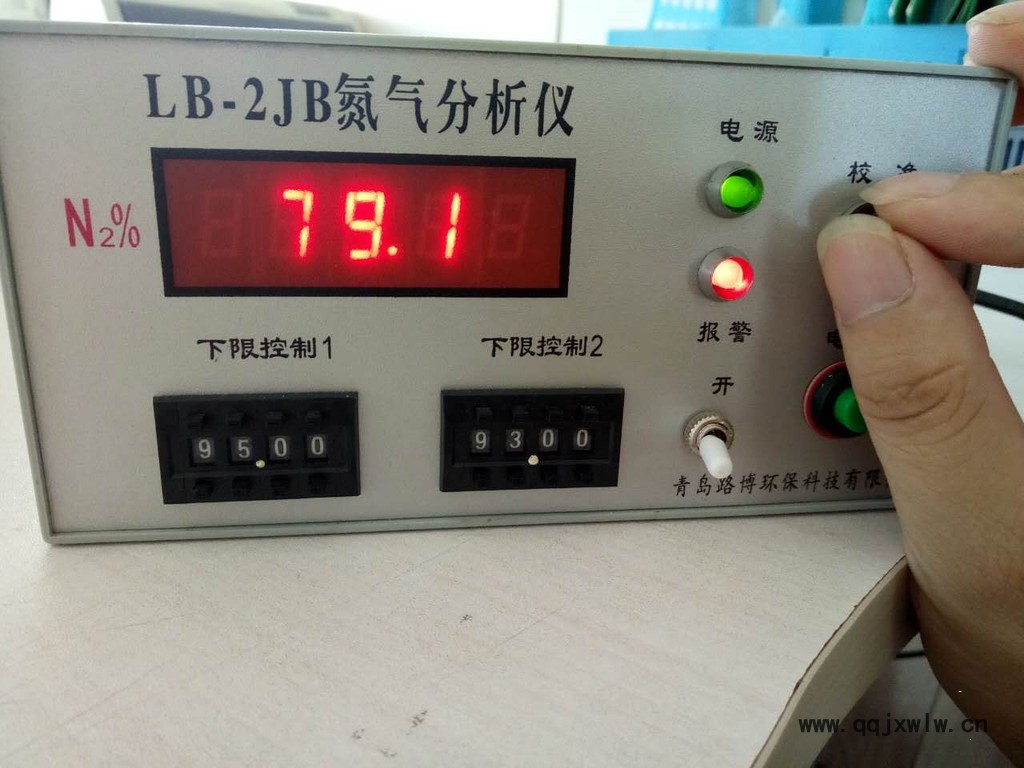 LB-2JB氮气分析仪
电源
校准
N2%
79.1
报警
下限控制1
下限控制2
开
电
9500
9300
青岛路博环保科技有限
www.qqjxwlw.cn